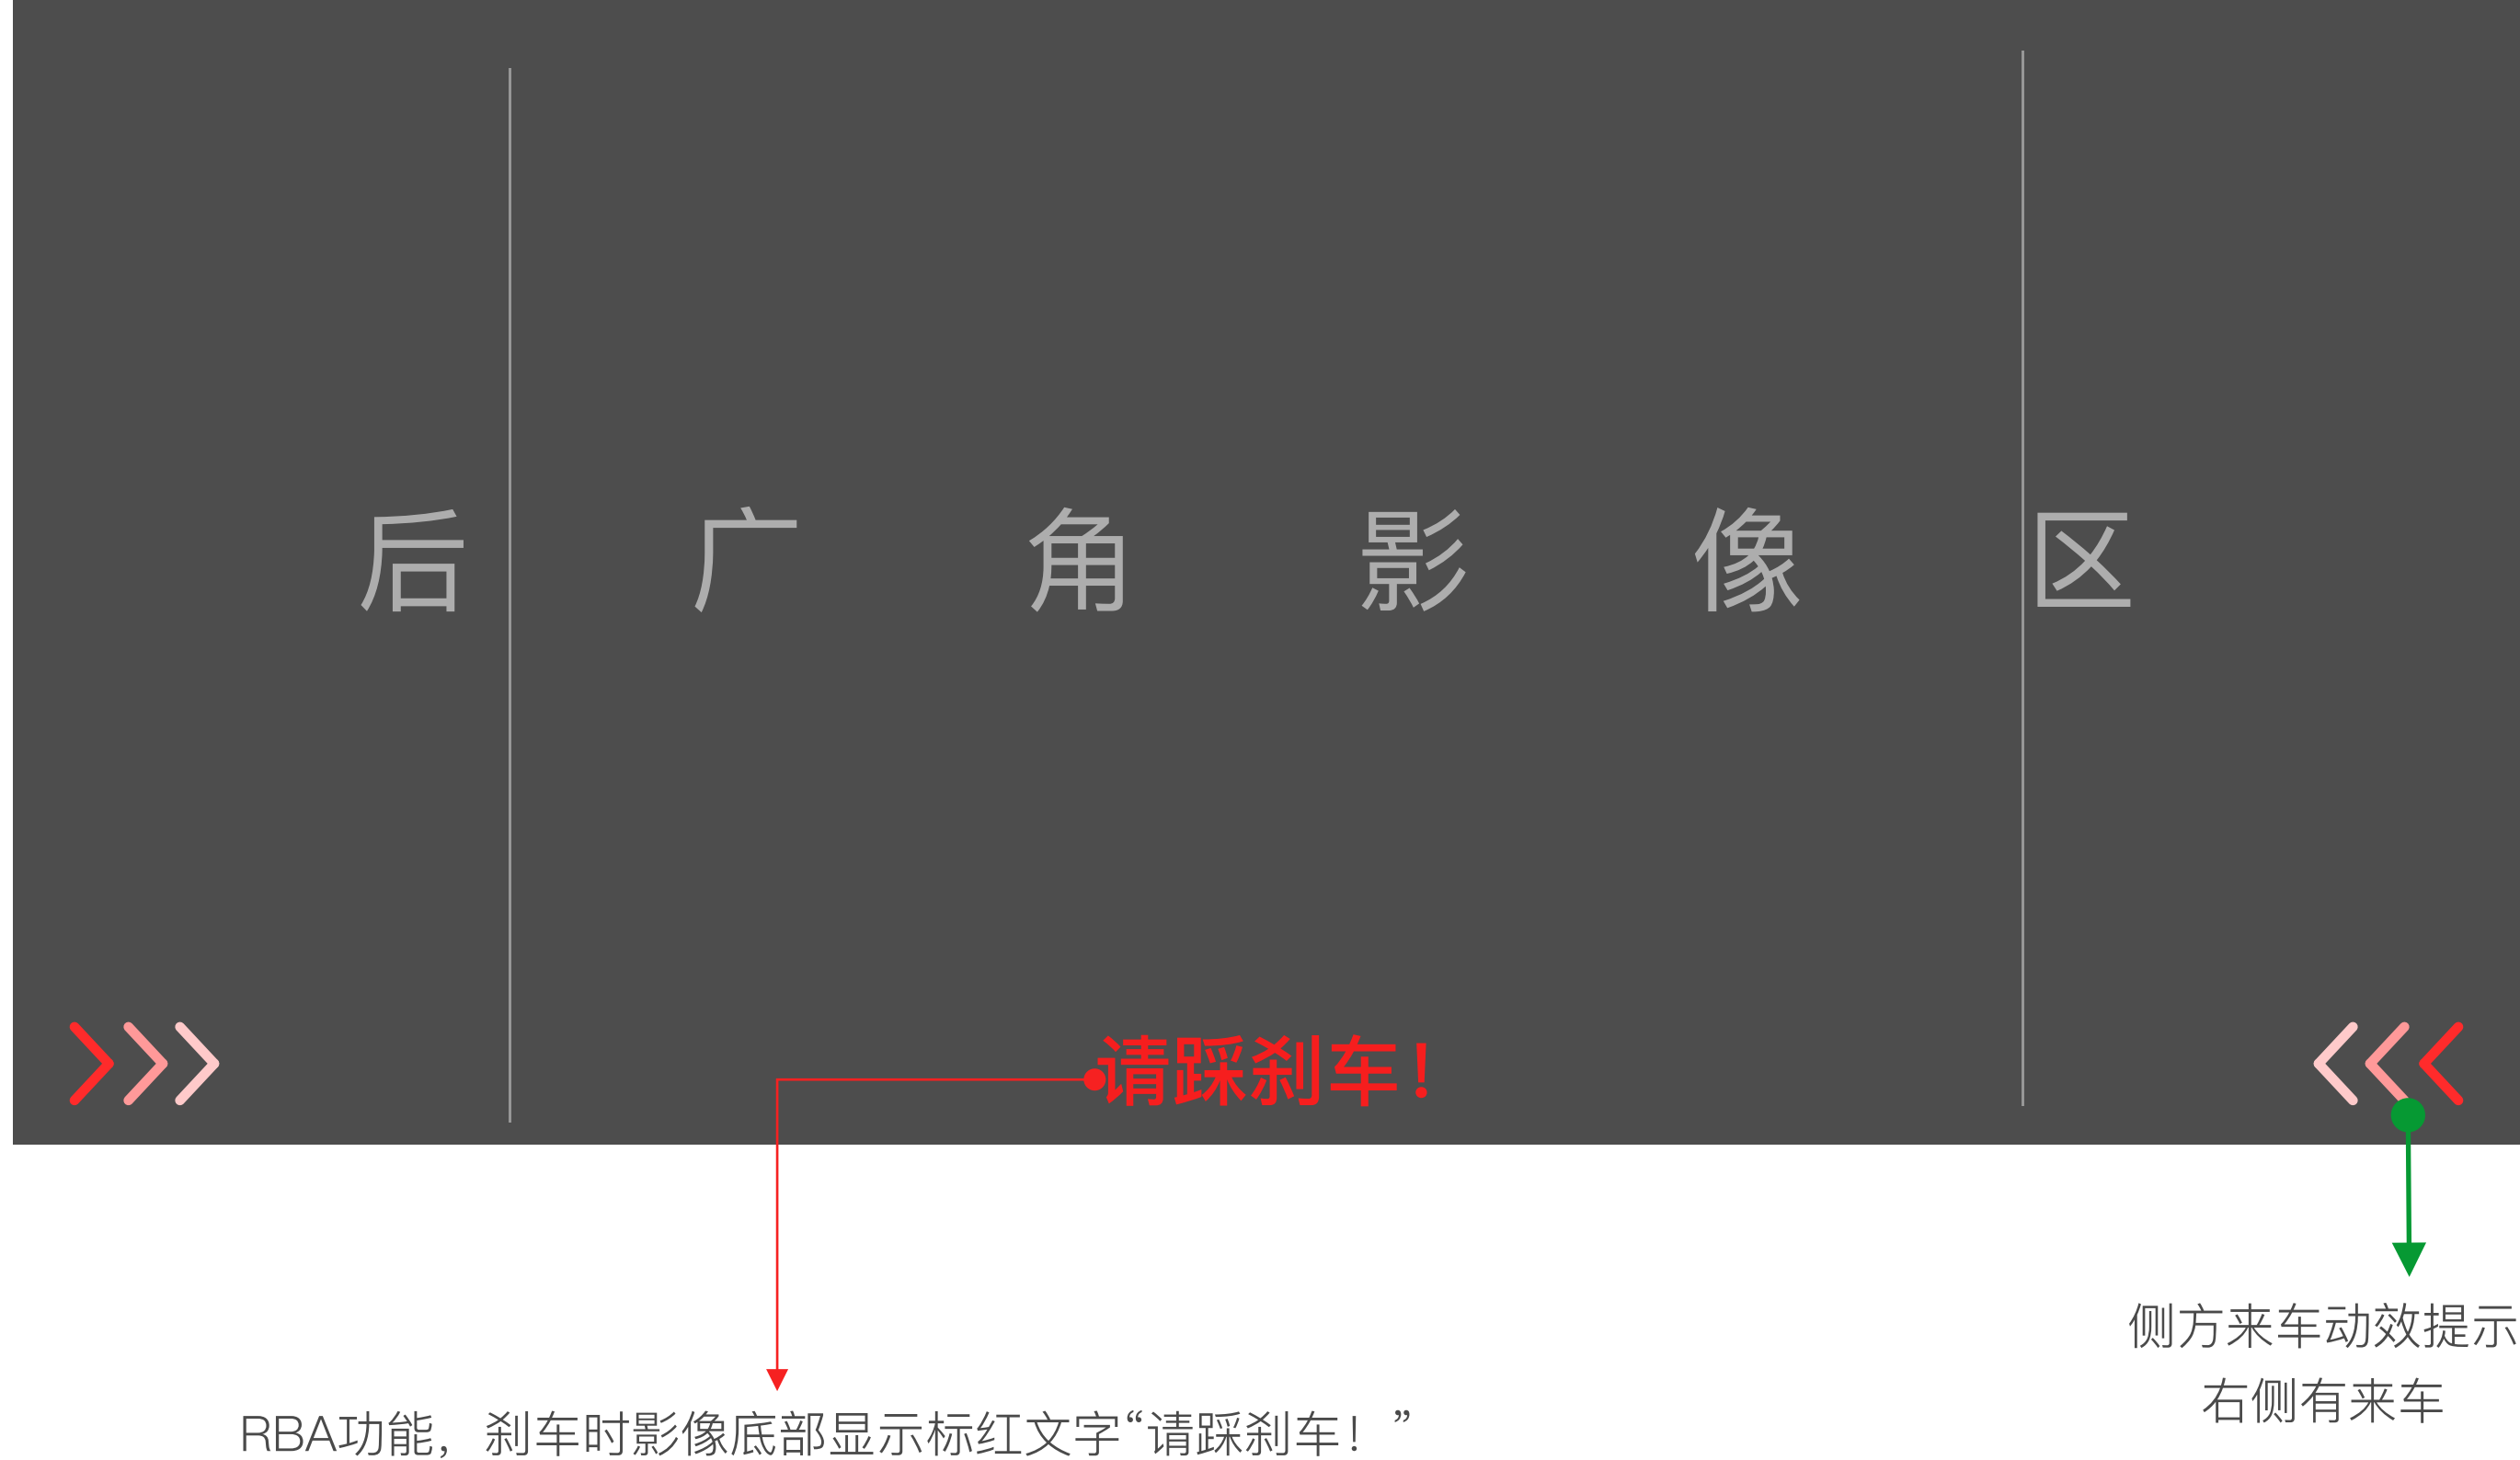 后广角影像区
请踩刹车！
侧方来车动效提示
右侧有来车
RBA功能，刹车时影像底部显示标红文字“请踩刹车！”